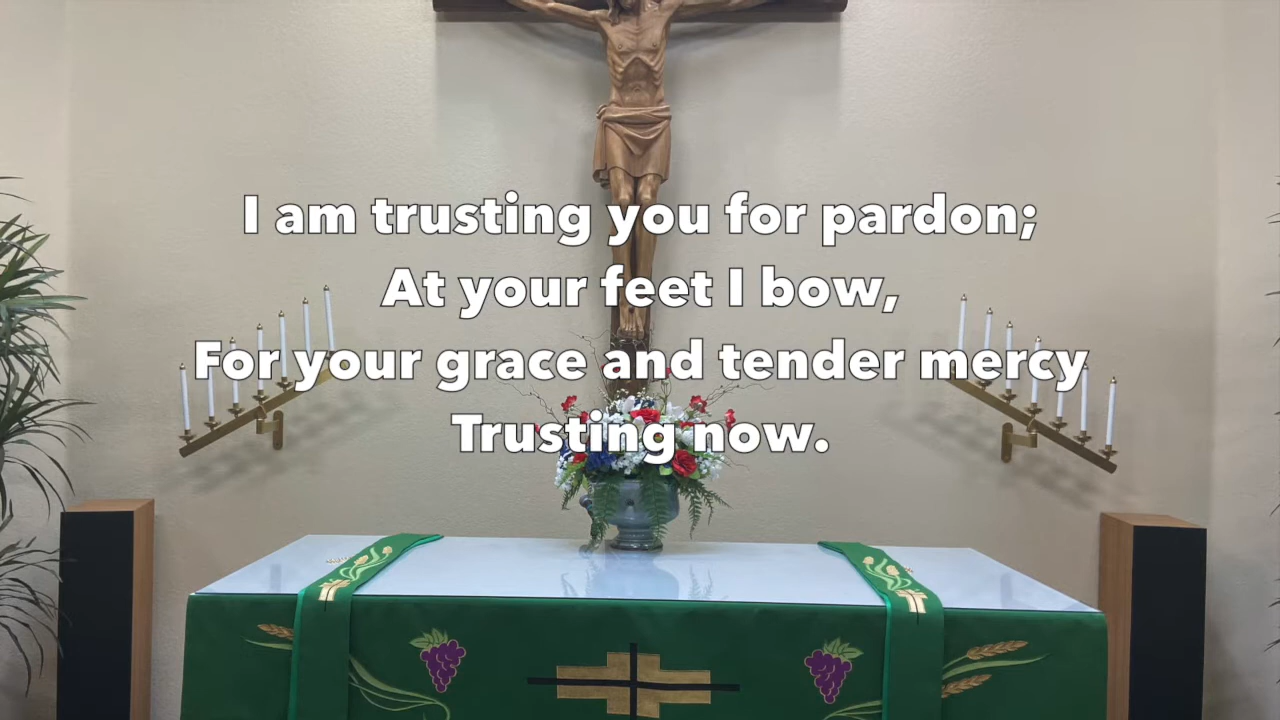 I am trusting you for pardon;
At your feet I bow,
For your grace and tender mercy
Trusting now.